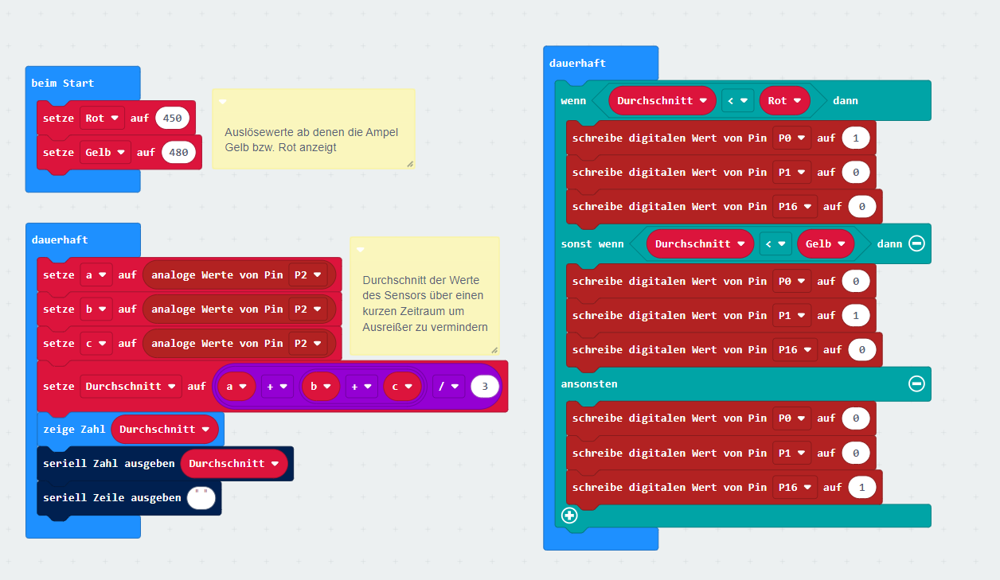 beim Start
setze Rot auf 450
setze Gelb auf 480
Auslösewerte ab denen die Ampel
Gelb bzw. Rot anzeigt
dauerhaft
setze a auf analoge Werte von Pin P2
setze b auf analoge Werte von Pin P2
setze c auf analoge Werte von Pin P2
setze Durchschnitt auf a + b + c / 3
zeige Zahl Durchschnitt
seriell Zahl ausgeben Durchschnitt
seriell Zeile ausgeben " "
Durchschnitt der Werte
des Sensors über einen
kurzen Zeitraum um
Ausreißer zu vermindern
dauerhaft
wenn Durchschnitt < Rot dann
schreibe digitalen Wert von Pin P0 auf 1
schreibe digitalen Wert von Pin P1 auf 0
schreibe digitalen Wert von Pin P16 auf 0
sonst wenn Durchschnitt < Gelb dann
schreibe digitalen Wert von Pin P0 auf 0
schreibe digitalen Wert von Pin P1 auf 1
schreibe digitalen Wert von Pin P16 auf 0
ansonsten
schreibe digitalen Wert von Pin P0 auf 0
schreibe digitalen Wert von Pin P1 auf 0
schreibe digitalen Wert von Pin P16 auf 1